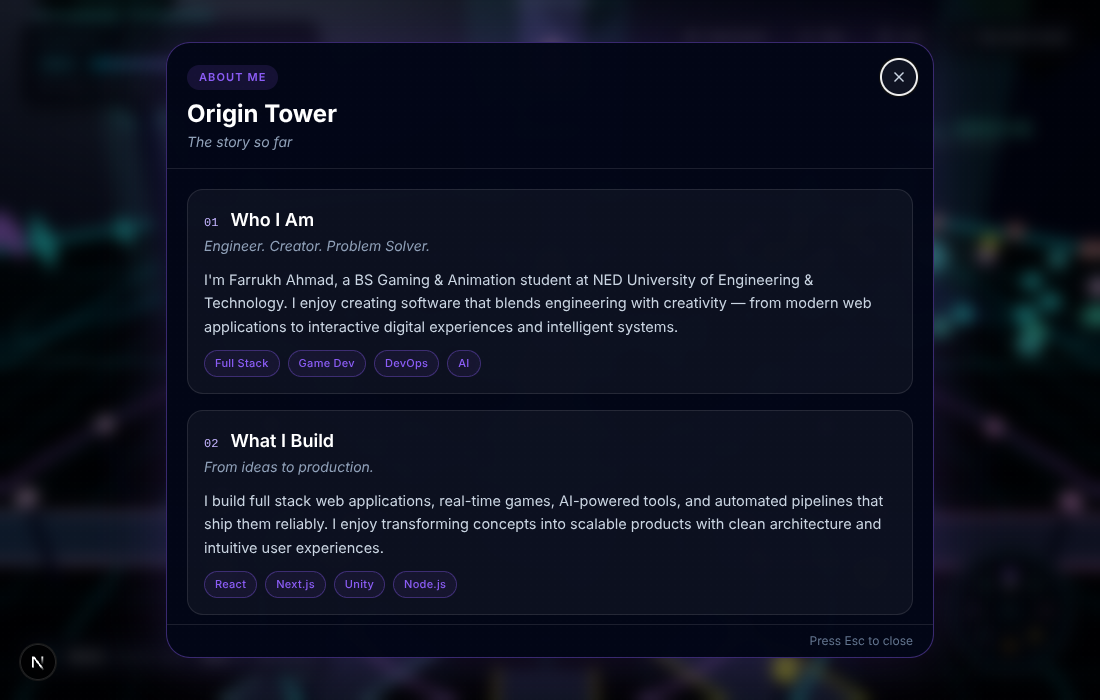 ABOUT ME
Origin Tower
The story so far
01 Who I Am
Engineer. Creator. Problem Solver.
I'm Farrukh Ahmad, a BS Gaming & Animation student at NED University of Engineering &
Technology. I enjoy creating software that blends engineering with creativity — from modern web
applications to interactive digital experiences and intelligent systems.
Full Stack Game Dev DevOps AI
02 What I Build
From ideas to production.
I build full stack web applications, real-time games, AI-powered tools, and automated pipelines that
ship them reliably. I enjoy transforming concepts into scalable products with clean architecture and
intuitive user experiences.
React Next.js Unity Node.js
Press Esc to close
N